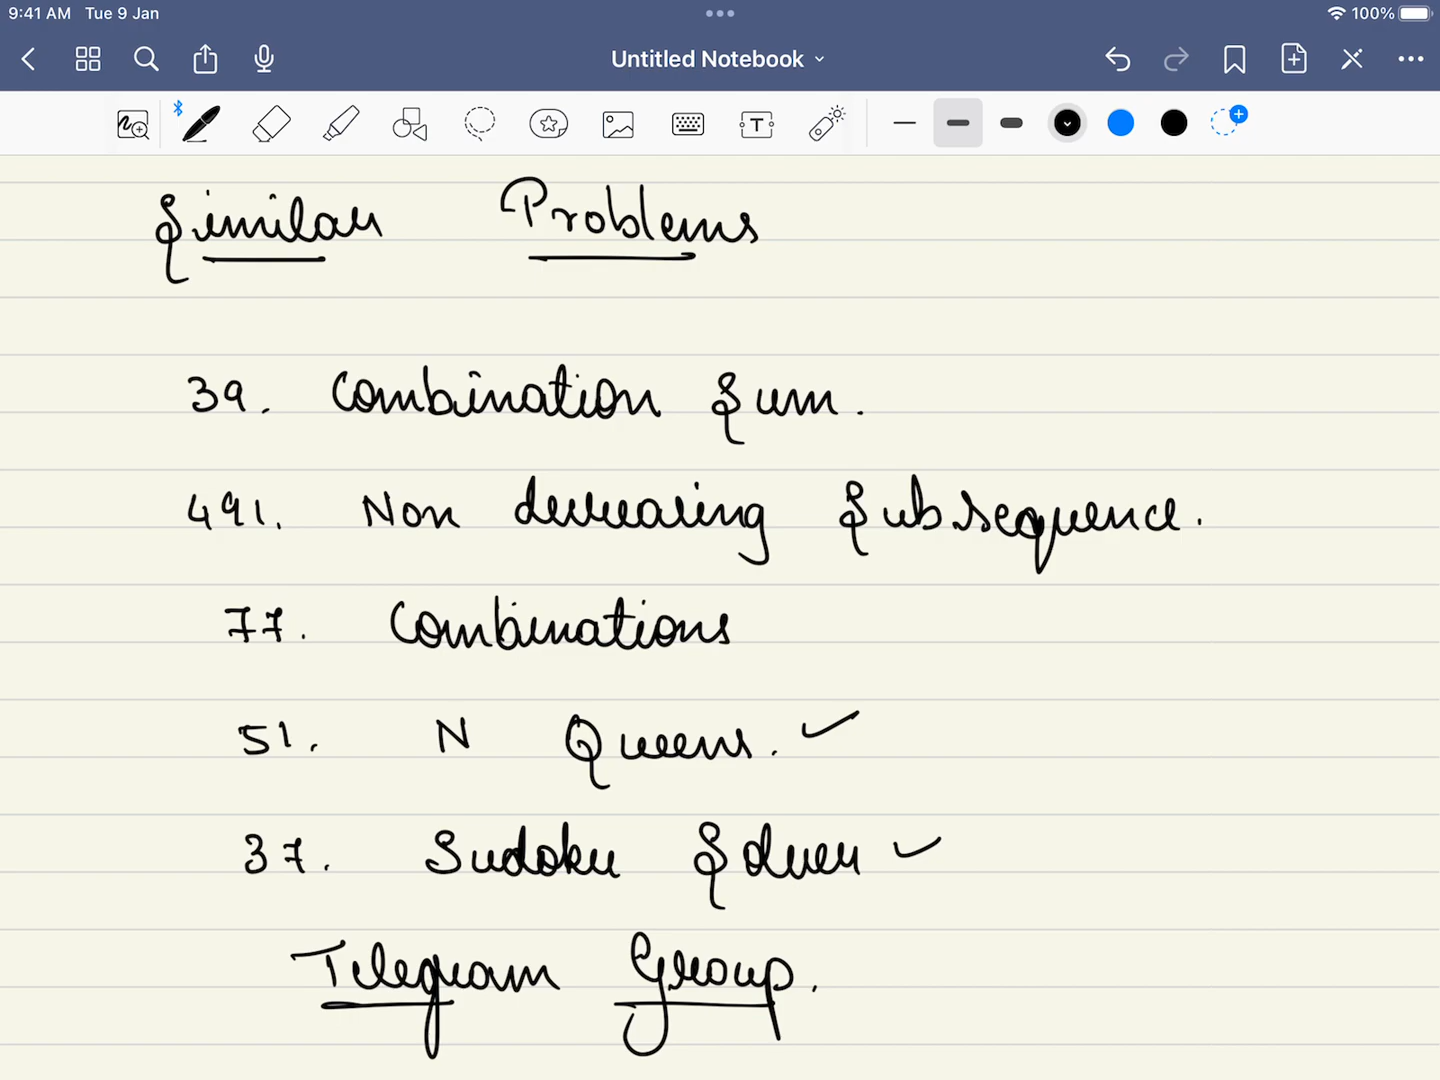 9:41 AM Tue 9 Jan 100%
Untitled Notebook
T
Similar Problems
39. Combination Sum.
491. Non decreasing Subsequence.
77. Combinations
51. N Queens. ✓
37. Sudoku Solver ✓
Telegram Group.